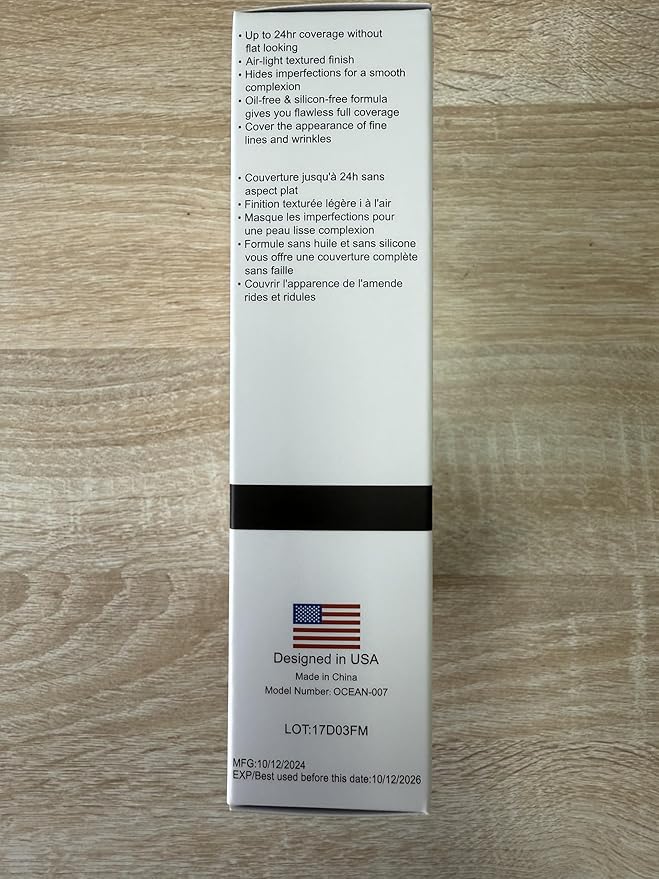 • Up to 24hr coverage without
flat looking
• Air-light textured finish
• Hides imperfections for a smooth
complexion
• Oil-free & silicon-free formula
gives you flawless full coverage
• Cover the appearance of fine
lines and wrinkles
• Couverture jusqu'à 24h sans
aspect plat
• Finition texturée légère i à l'air
• Masque les imperfections pour
une peau lisse complexion
• Formule sans huile et sans silicone
vous offre une couverture complète
sans faille
• Couvrir l'apparence de l'amende
rides et ridules
Designed in USA
Made in China
Model Number: OCEAN-007
LOT:17D03FM
MFG:10/12/2024
EXP/Best used before this date:10/12/2026